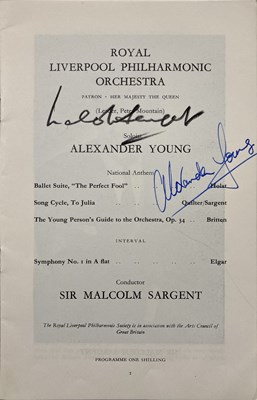 ROYAL
LIVERPOOL PHILHARMONIC
ORCHESTRA
PATRON - HER MAJESTY THE QUEEN
(Leader, Peter Mountain)
Soloist
ALEXANDER YOUNG
National Anthem
Ballet Suite, "The Perfect Fool" .. Holst
Alexander Young
Song Cycle, To Julia .. .. .. Quilter/Sargent
The Young Person's Guide to the Orchestra, Op. 34 .. Britten
INTERVAL
Symphony No. 1 in A flat .. .. .. .. Elgar
Conductor
SIR MALCOLM SARGENT
The Royal Liverpool Philharmonic Society is in association with the Arts Council of
Great Britain
PROGRAMME ONE SHILLING